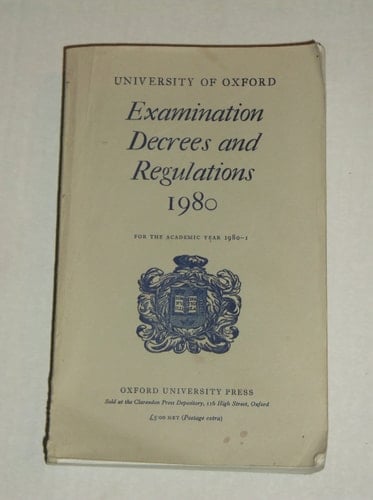 UNIVERSITY OF OXFORD
Examination
Decrees and
Regulations
1980
FOR THE ACADEMIC YEAR 1980–1
OXFORD UNIVERSITY PRESS
Sold at the Clarendon Press Depository, 116 High Street, Oxford
£5·00 NET (Postage extra)